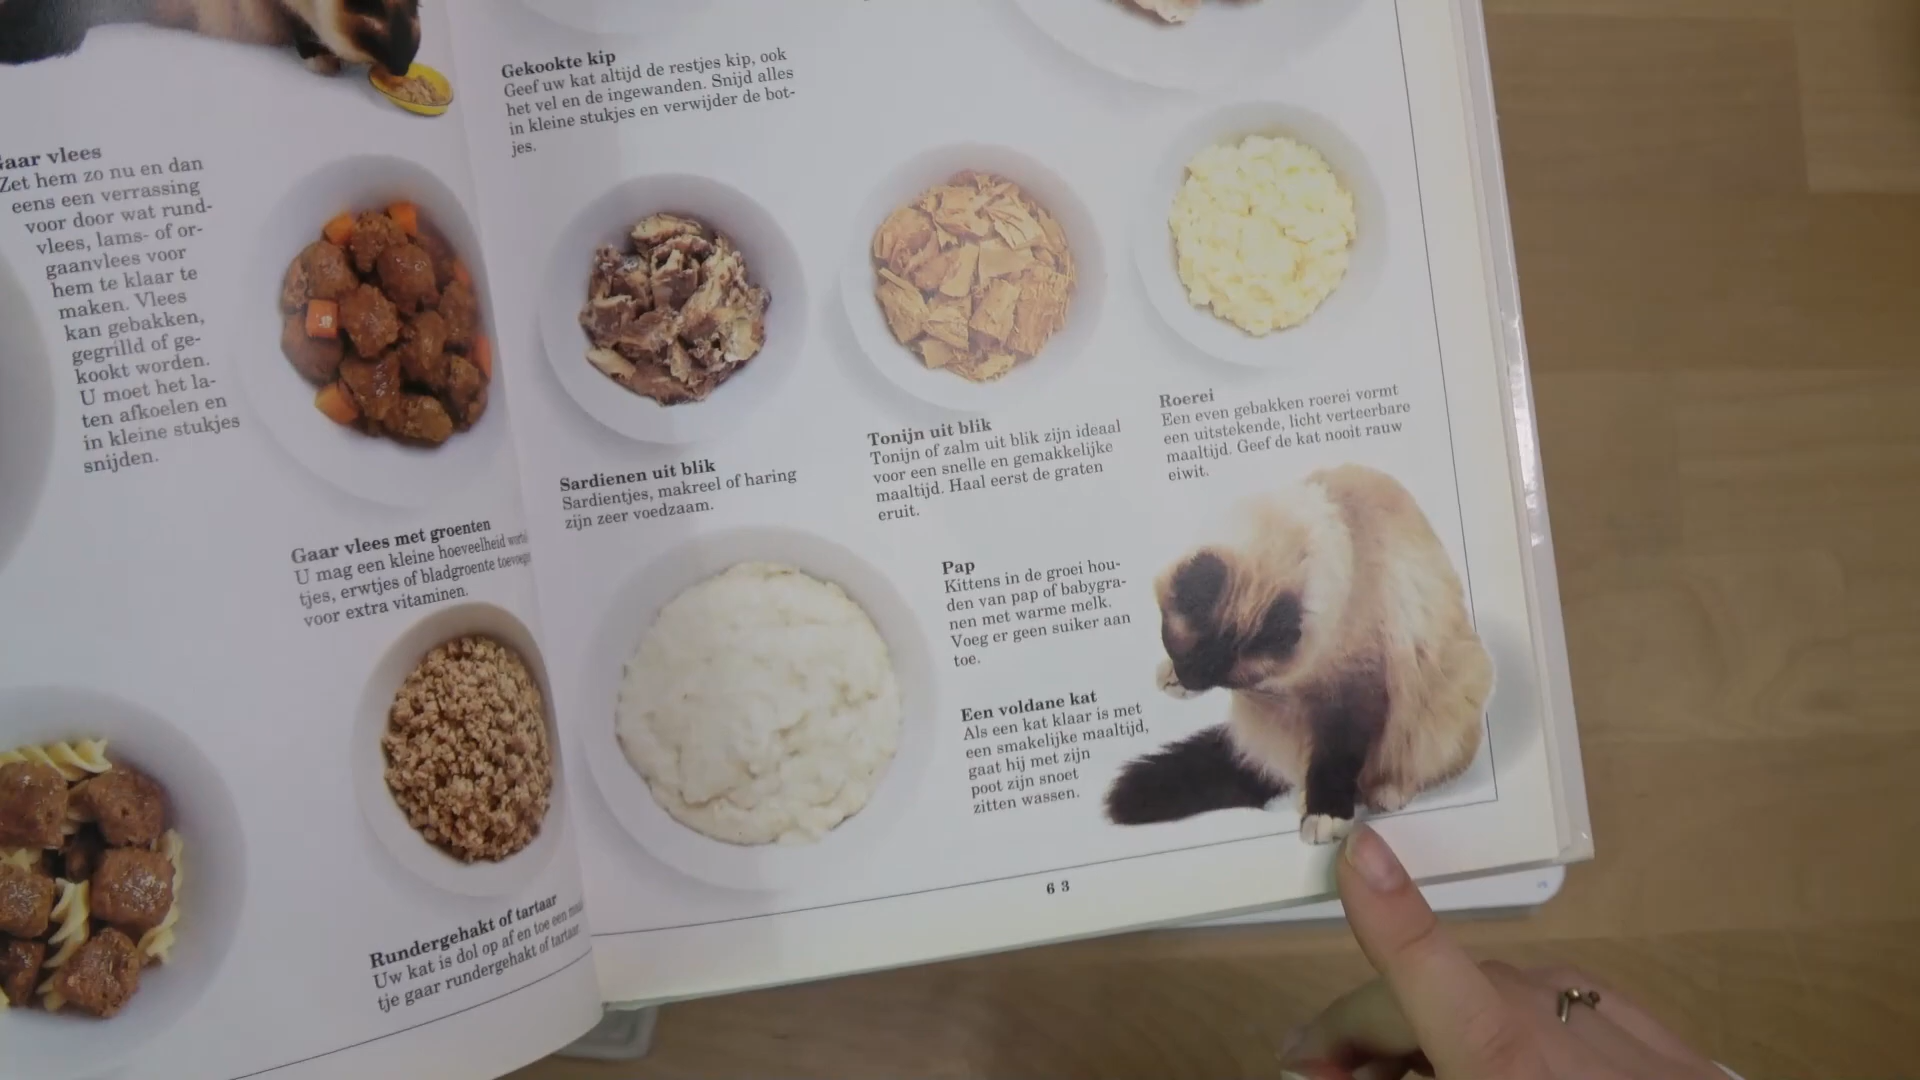 Gaar vlees
Zet hem zo nu en dan
eens een verrassing
voor door wat rund-
vlees, lams- of or-
gaanvlees voor
hem te klaar te
maken. Vlees
kan gebakken,
gegrilld of ge-
kookt worden.
U moet het la-
ten afkoelen en
in kleine stukjes
snijden.
Gaar vlees met groenten
U mag een kleine hoeveelheid wortel
tjes, erwtjes of bladgroente toevoegen
voor extra vitaminen.
Rundergehakt of tartaar
Uw kat is dol op af en toe een maal
tje gaar rundergehakt of tartaar.
Gekookte kip
Geef uw kat altijd de restjes kip, ook
het vel en de ingewanden. Snijd alles
in kleine stukjes en verwijder de bot-
jes.
Sardienen uit blik
Sardientjes, makreel of haring
zijn zeer voedzaam.
Tonijn uit blik
Tonijn of zalm uit blik zijn ideaal
voor een snelle en gemakkelijke
maaltijd. Haal eerst de graten
eruit.
Roerei
Een even gebakken roerei vormt
een uitstekende, licht verteerbare
maaltijd. Geef de kat nooit rauw
eiwit.
Pap
Kittens in de groei hou-
den van pap of babygra-
nen met warme melk.
Voeg er geen suiker aan
toe.
Een voldane kat
Als een kat klaar is met
een smakelijke maaltijd,
gaat hij met zijn
poot zijn snoet
zitten wassen.
63